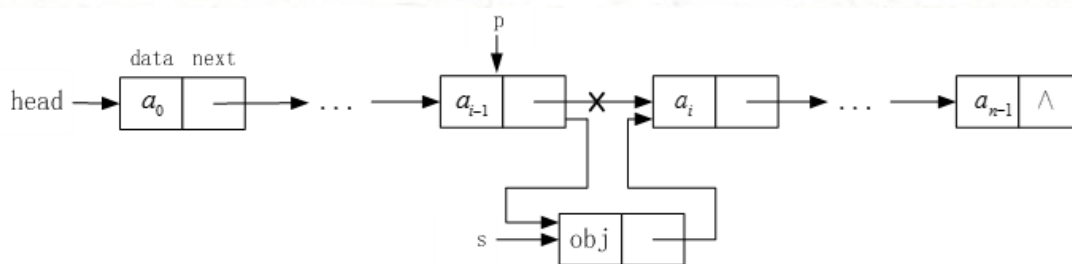 p
data next
head a₀ ... aᵢ₋₁ aᵢ ... aₙ₋₁ ∧
s obj